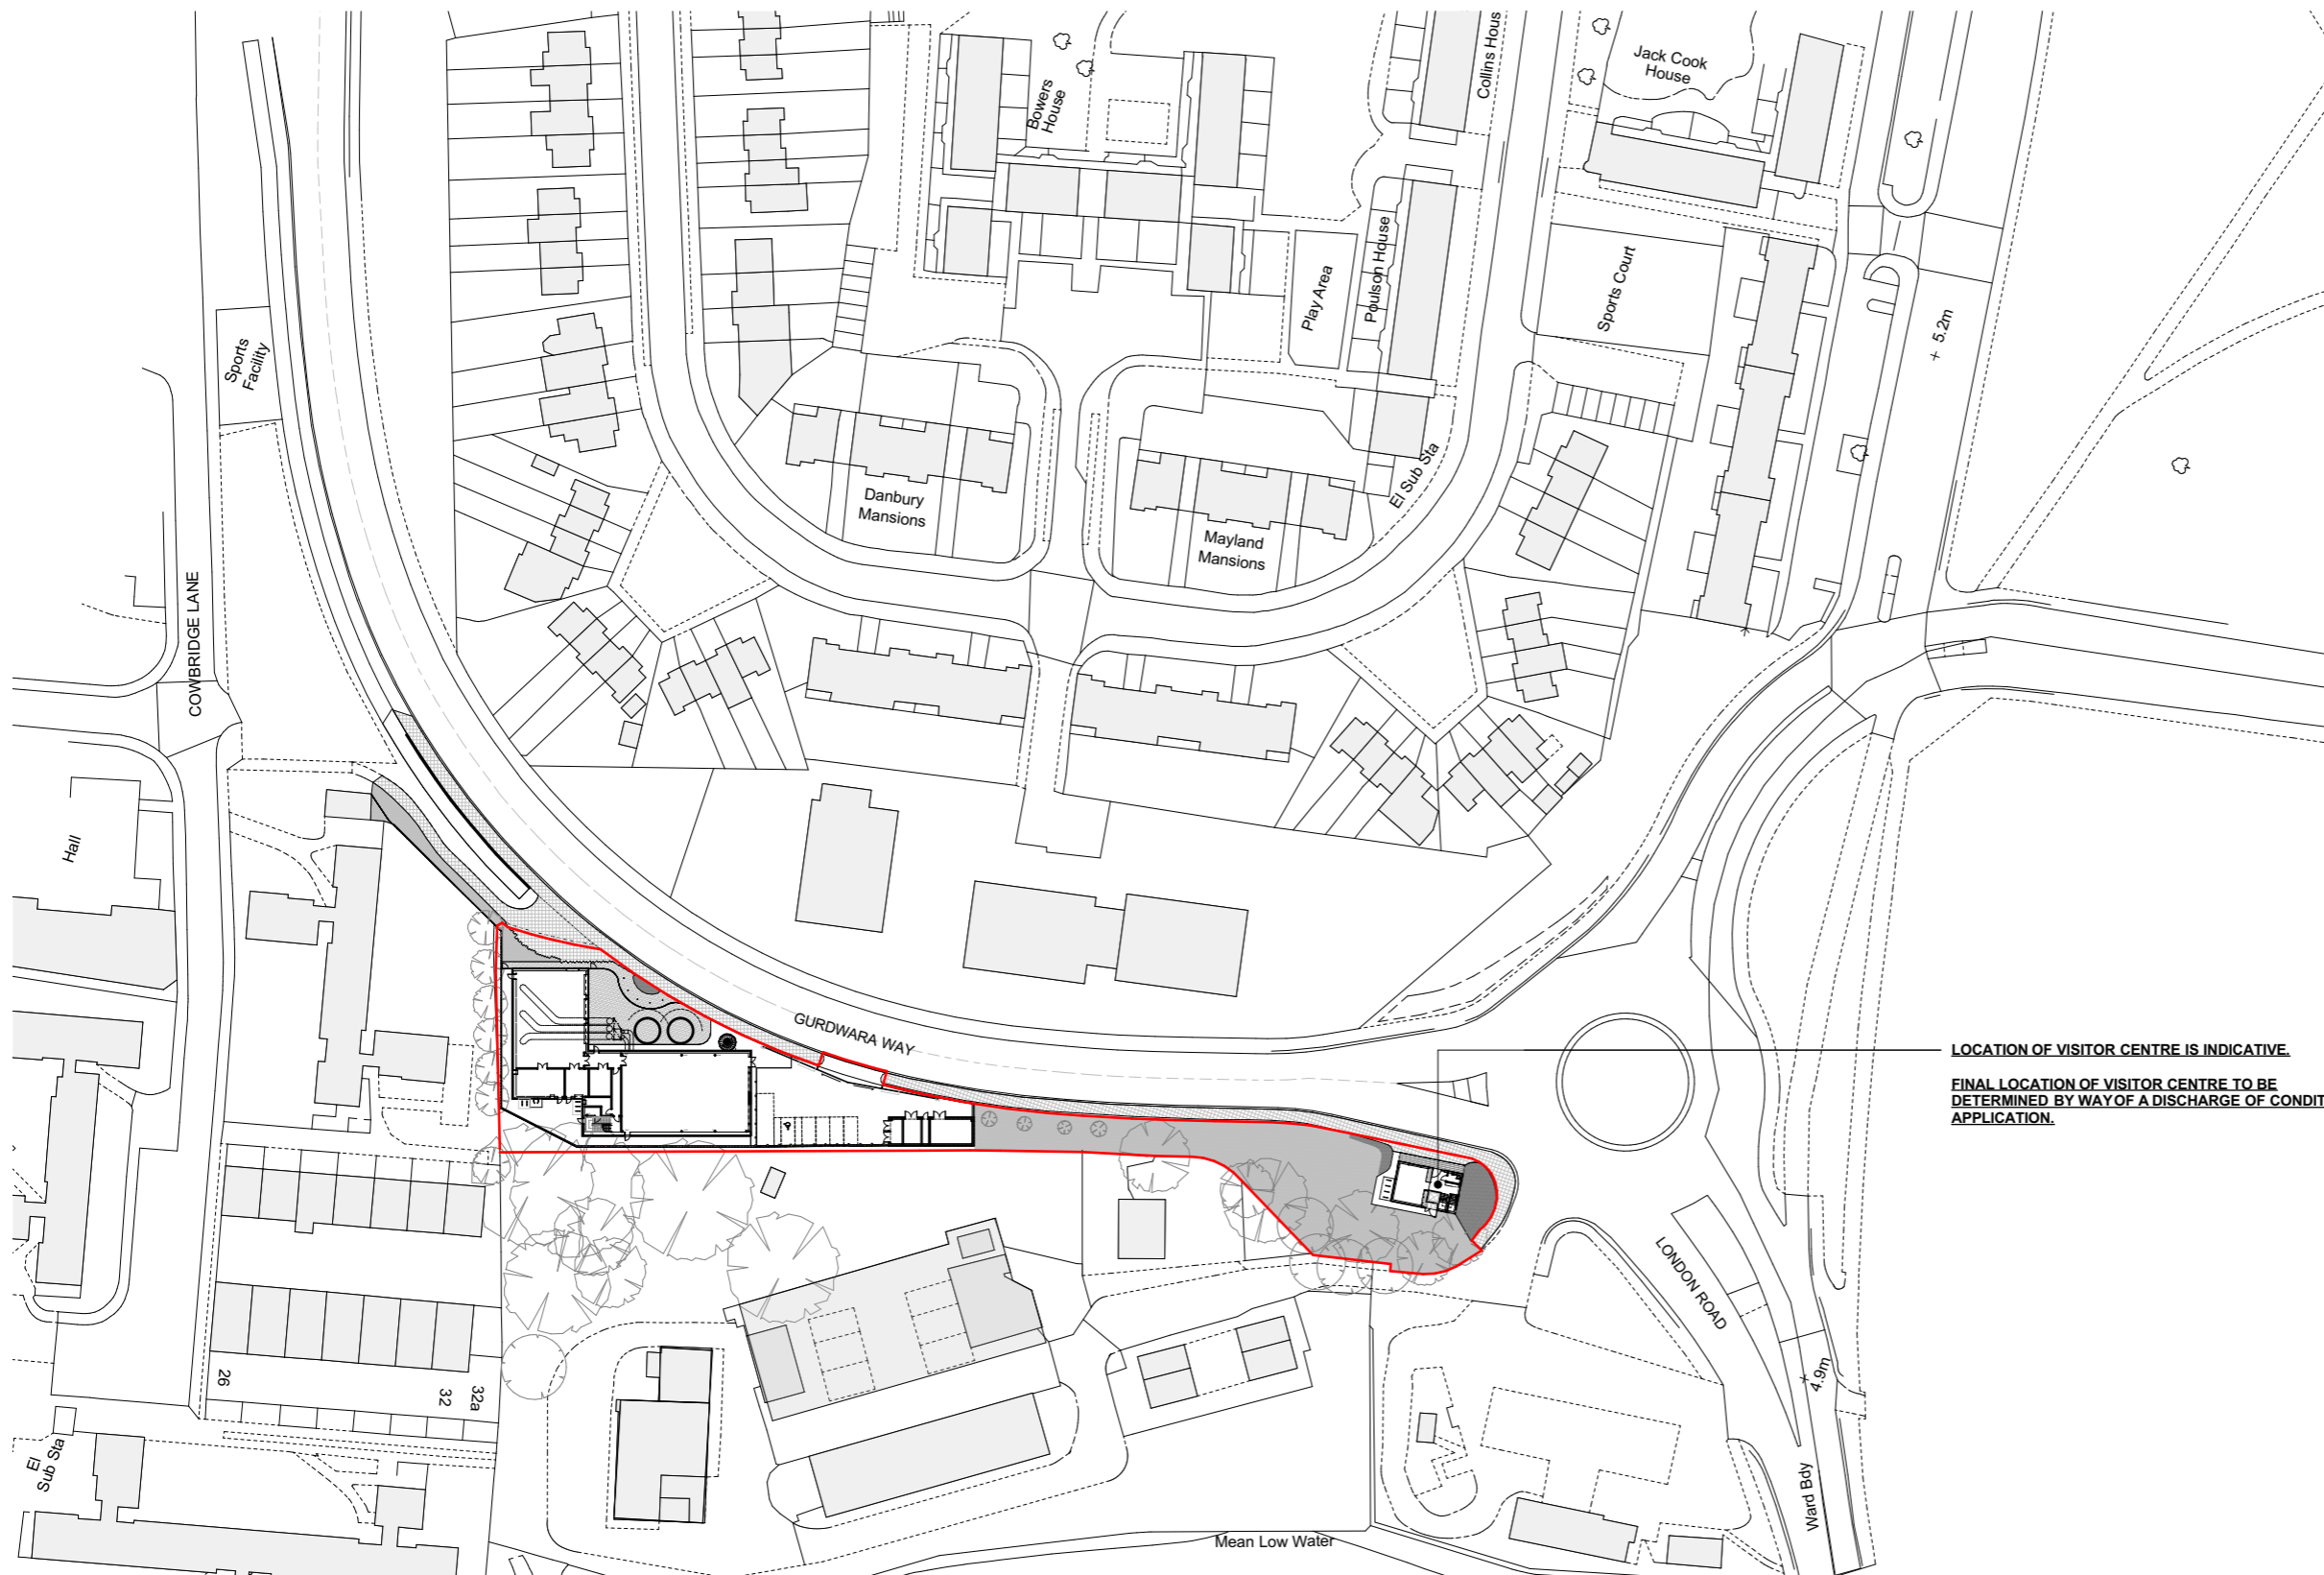 Collins Hous
Jack Cook
House
Bowers
House
Poulson House
Play Area
Sports Court
+ 5.2m
Sports
Facility
El Sub Sta
Danbury
Mansions
Mayland
Mansions
COWBRIDGE LANE
Hall
GURDWARA WAY
LOCATION OF VISITOR CENTRE IS INDICATIVE.
FINAL LOCATION OF VISITOR CENTRE TO BE
DETERMINED BY WAY OF A DISCHARGE OF CONDIT
APPLICATION.
LONDON ROAD
4.9m
26
32
32a
El
Sub Sta
Ward Bdy
Mean Low Water